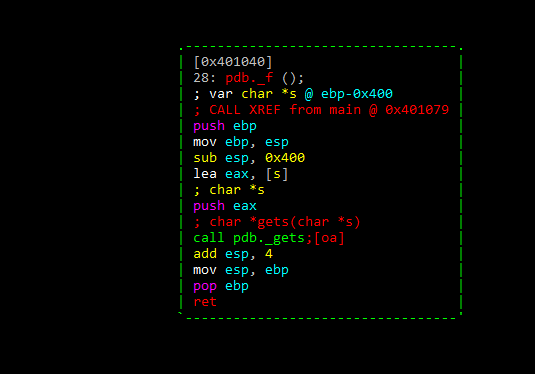 [0x401040]
28: pdb._f ();
; var char *s @ ebp-0x400
; CALL XREF from main @ 0x401079
push ebp
mov ebp, esp
sub esp, 0x400
lea eax, [s]
; char *s
push eax
; char *gets(char *s)
call pdb._gets;[oa]
add esp, 4
mov esp, ebp
pop ebp
ret